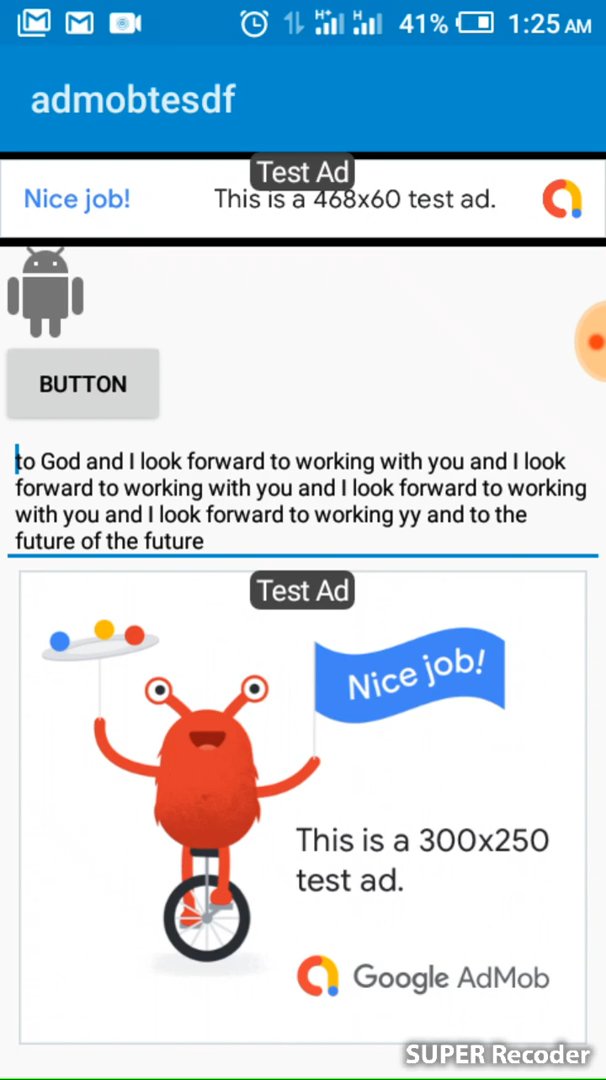 41% 1:25 AM
admobtesdf
Test Ad
Nice job! This is a 468x60 test ad.
BUTTON
to God and I look forward to working with you and I look
forward to working with you and I look forward to working
with you and I look forward to working yy and to the
future of the future
Test Ad
Nice job!
This is a 300x250
test ad.
Google AdMob
SUPER Recoder